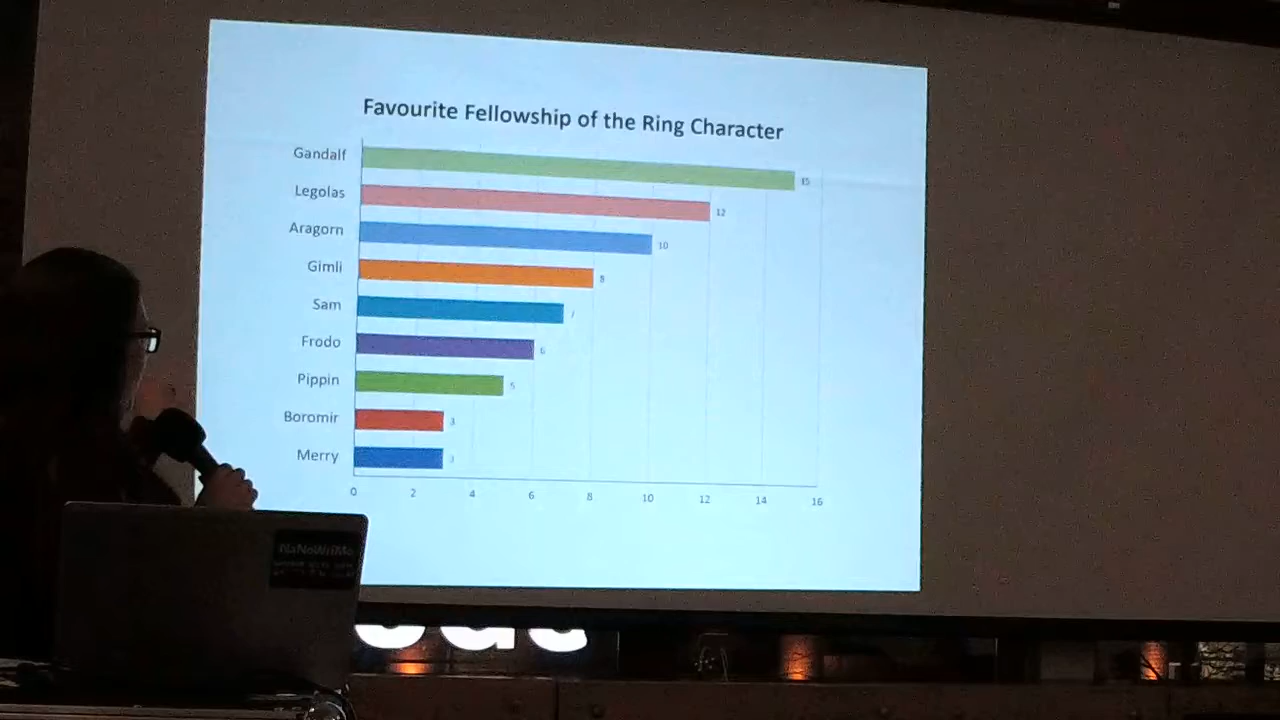 Favourite Fellowship of the Ring Character
Gandalf 15
Legolas 12
Aragorn 10
Gimli 8
Sam 7
Frodo 6
Pippin 5
Boromir 3
Merry 3
0 2 4 6 8 10 12 14 16
NaNoWriMo